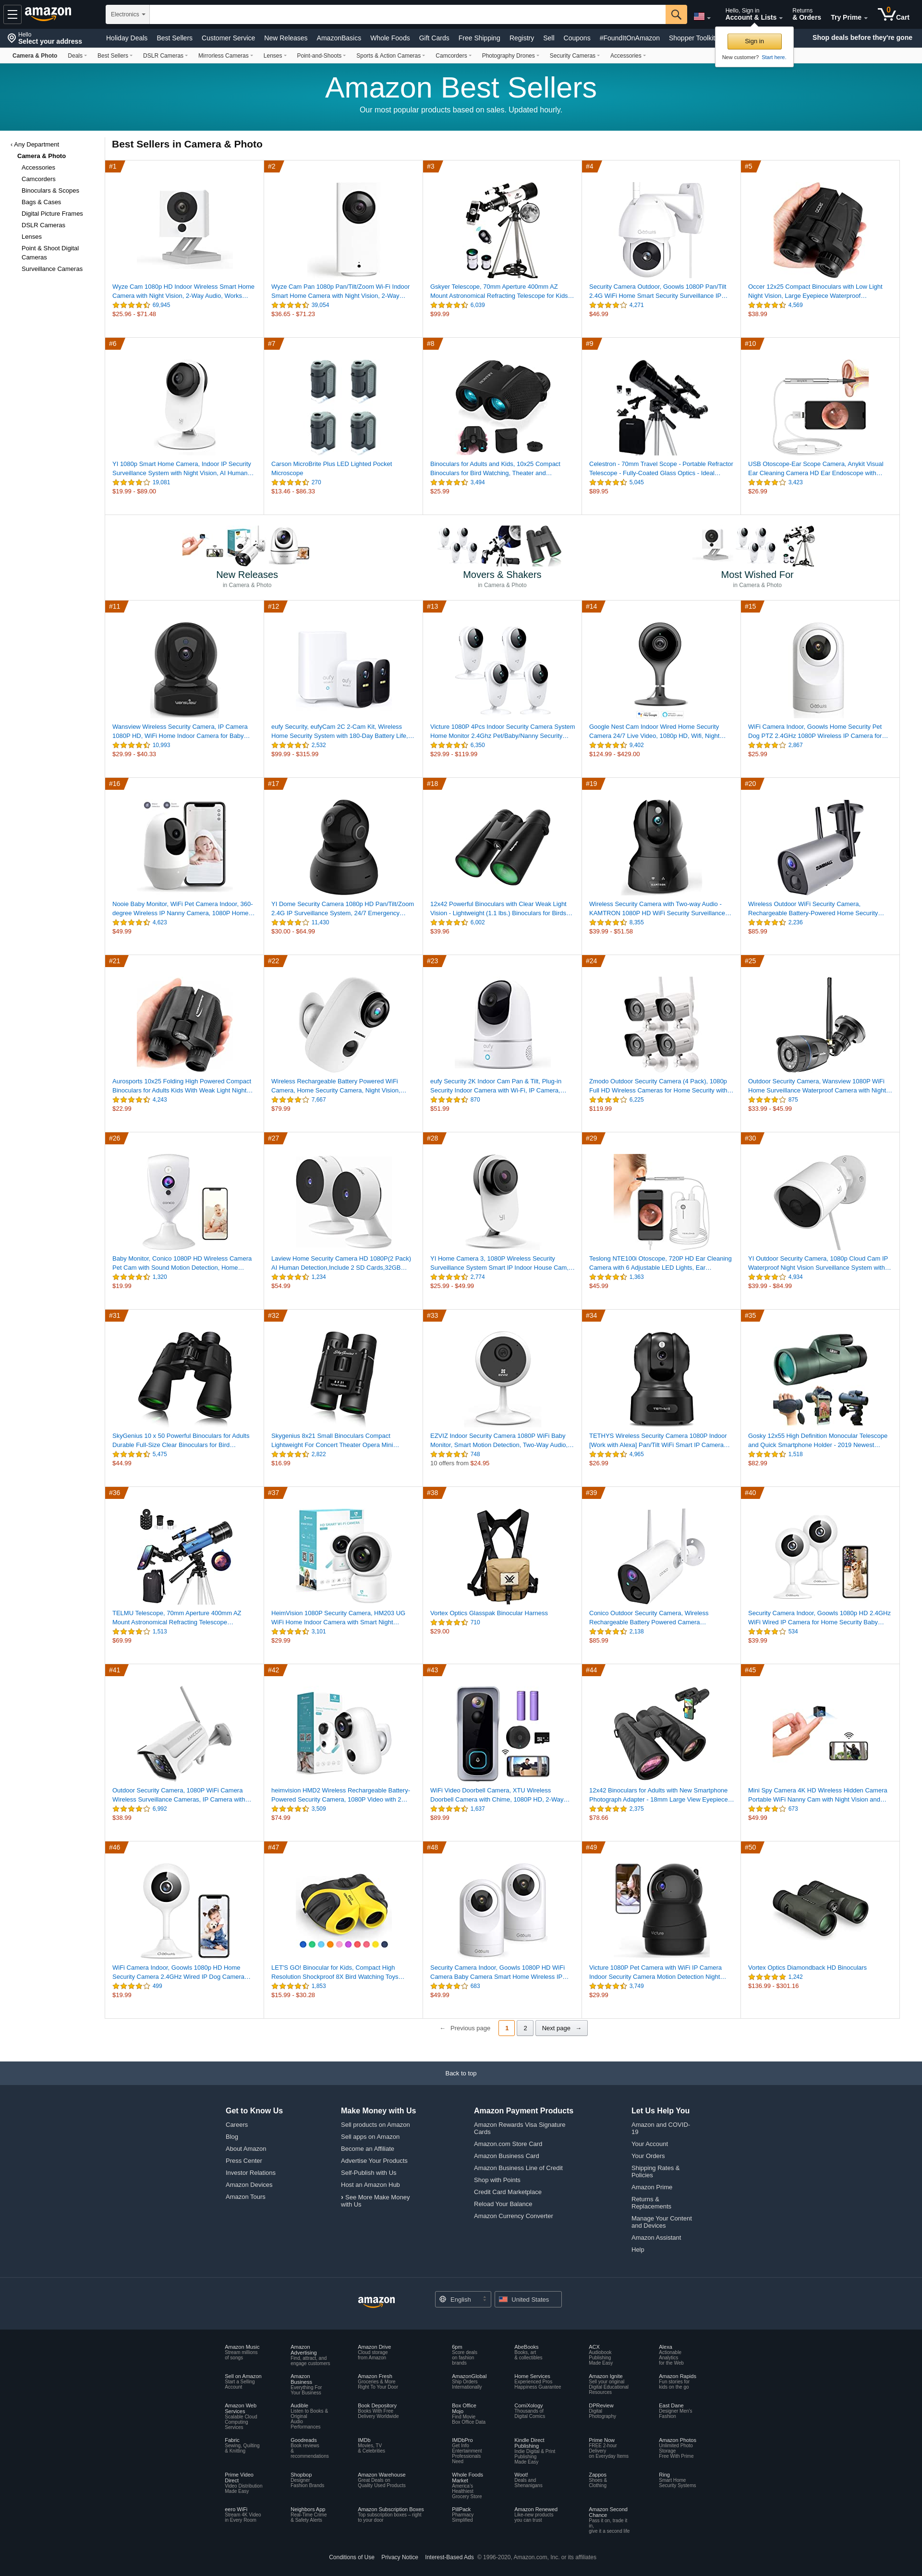 Hello
Select your address
amazon
Electronics
Hello, Sign in
Account & Lists
Returns
& Orders
Try Prime
0
Cart
Holiday Deals Best Sellers Customer Service New Releases AmazonBasics Whole Foods Gift Cards Free Shipping Registry Sell Coupons #FoundItOnAmazon Shopper Toolkit
Shop deals before they're gone
Sign in
New customer? Start here.
Camera & Photo Deals Best Sellers DSLR Cameras Mirrorless Cameras Lenses Point-and-Shoots Sports & Action Cameras Camcorders Photography Drones Security Cameras Accessories
Amazon Best Sellers
Our most popular products based on sales. Updated hourly.
‹ Any Department
Camera & Photo
Accessories
Camcorders
Binoculars & Scopes
Bags & Cases
Digital Picture Frames
DSLR Cameras
Lenses
Point & Shoot Digital
Cameras
Surveillance Cameras
Best Sellers in Camera & Photo
#1
Wyze Cam 1080p HD Indoor Wireless Smart Home
Camera with Night Vision, 2-Way Audio, Works…
69,945
$25.96 - $71.48
#2
Wyze Cam Pan 1080p Pan/Tilt/Zoom Wi-Fi Indoor
Smart Home Camera with Night Vision, 2-Way…
39,054
$36.65 - $71.23
#3
Gskyer Telescope, 70mm Aperture 400mm AZ
Mount Astronomical Refracting Telescope for Kids…
6,039
$99.99
#4
Security Camera Outdoor, Goowls 1080P Pan/Tilt
2.4G WiFi Home Smart Security Surveillance IP…
4,271
$46.99
#5
Occer 12x25 Compact Binoculars with Low Light
Night Vision, Large Eyepiece Waterproof…
4,569
$38.99
#6
YI 1080p Smart Home Camera, Indoor IP Security
Surveillance System with Night Vision, AI Human…
19,081
$19.99 - $89.00
#7
Carson MicroBrite Plus LED Lighted Pocket
Microscope
270
$13.46 - $86.33
#8
Binoculars for Adults and Kids, 10x25 Compact
Binoculars for Bird Watching, Theater and…
3,494
$25.99
#9
Celestron - 70mm Travel Scope - Portable Refractor
Telescope - Fully-Coated Glass Optics - Ideal…
5,045
$89.95
#10
USB Otoscope-Ear Scope Camera, Anykit Visual
Ear Cleaning Camera HD Ear Endoscope with…
3,423
$26.99
New Releases
in Camera & Photo
Movers & Shakers
in Camera & Photo
Most Wished For
in Camera & Photo
#11
Wansview Wireless Security Camera, IP Camera
1080P HD, WiFi Home Indoor Camera for Baby…
10,993
$29.99 - $40.33
#12
eufy Security, eufyCam 2C 2-Cam Kit, Wireless
Home Security System with 180-Day Battery Life,…
2,532
$99.99 - $315.99
#13
Victure 1080P 4Pcs Indoor Security Camera System
Home Monitor 2.4Ghz Pet/Baby/Nanny Security…
6,350
$29.99 - $119.99
#14
Google Nest Cam Indoor Wired Home Security
Camera 24/7 Live Video, 1080p HD, Wifi, Night…
9,402
$124.99 - $429.00
#15
WiFi Camera Indoor, Goowls Home Security Pet
Dog PTZ 2.4GHz 1080P Wireless IP Camera for…
2,867
$25.99
#16
Nooie Baby Monitor, WiFi Pet Camera Indoor, 360-
degree Wireless IP Nanny Camera, 1080P Home…
4,623
$49.99
#17
YI Dome Security Camera 1080p HD Pan/Tilt/Zoom
2.4G IP Surveillance System, 24/7 Emergency…
11,430
$30.00 - $64.99
#18
12x42 Powerful Binoculars with Clear Weak Light
Vision - Lightweight (1.1 lbs.) Binoculars for Birds…
6,002
$39.96
#19
Wireless Security Camera with Two-way Audio -
KAMTRON 1080P HD WiFi Security Surveillance…
8,355
$39.99 - $51.58
#20
Wireless Outdoor WiFi Security Camera,
Rechargeable Battery-Powered Home Security…
2,236
$85.99
#21
Aurosports 10x25 Folding High Powered Compact
Binoculars for Adults Kids With Weak Light Night…
4,243
$22.99
#22
Wireless Rechargeable Battery Powered WiFi
Camera, Home Security Camera, Night Vision,…
7,667
$79.99
#23
eufy Security 2K Indoor Cam Pan & Tilt, Plug-in
Security Indoor Camera with Wi-Fi, IP Camera,…
870
$51.99
#24
Zmodo Outdoor Security Camera (4 Pack), 1080p
Full HD Wireless Cameras for Home Security with…
6,225
$119.99
#25
Outdoor Security Camera, Wansview 1080P WiFi
Home Surveillance Waterproof Camera with Night…
875
$33.99 - $45.99
#26
Baby Monitor, Conico 1080P HD Wireless Camera
Pet Cam with Sound Motion Detection, Home…
1,320
$19.99
#27
Laview Home Security Camera HD 1080P(2 Pack)
AI Human Detection,Include 2 SD Cards,32GB…
1,234
$54.99
#28
YI Home Camera 3, 1080P Wireless Security
Surveillance System Smart IP Indoor House Cam,…
2,774
$25.99 - $49.99
#29
Teslong NTE100i Otoscope, 720P HD Ear Cleaning
Camera with 6 Adjustable LED Lights, Ear…
1,363
$45.99
#30
YI Outdoor Security Camera, 1080p Cloud Cam IP
Waterproof Night Vision Surveillance System with…
4,934
$39.99 - $84.99
#31
SkyGenius 10 x 50 Powerful Binoculars for Adults
Durable Full-Size Clear Binoculars for Bird…
5,475
$44.99
#32
Skygenius 8x21 Small Binoculars Compact
Lightweight For Concert Theater Opera Mini…
2,822
$16.99
#33
EZVIZ Indoor Security Camera 1080P WiFi Baby
Monitor, Smart Motion Detection, Two-Way Audio,…
748
10 offers from $24.95
#34
TETHYS Wireless Security Camera 1080P Indoor
[Work with Alexa] Pan/Tilt WiFi Smart IP Camera…
4,965
$26.99
#35
Gosky 12x55 High Definition Monocular Telescope
and Quick Smartphone Holder - 2019 Newest…
1,518
$82.99
#36
TELMU Telescope, 70mm Aperture 400mm AZ
Mount Astronomical Refracting Telescope…
1,513
$69.99
#37
HeimVision 1080P Security Camera, HM203 UG
WiFi Home Indoor Camera with Smart Night…
3,101
$29.99
#38
Vortex Optics Glasspak Binocular Harness
710
$29.00
#39
Conico Outdoor Security Camera, Wireless
Rechargeable Battery Powered Camera…
2,138
$85.99
#40
Security Camera Indoor, Goowls 1080p HD 2.4GHz
WiFi Wired IP Camera for Home Security Baby…
534
$39.99
#41
Outdoor Security Camera, 1080P WiFi Camera
Wireless Surveillance Cameras, IP Camera with…
6,992
$38.99
#42
heimvision HMD2 Wireless Rechargeable Battery-
Powered Security Camera, 1080P Video with 2…
3,509
$74.99
#43
WiFi Video Doorbell Camera, XTU Wireless
Doorbell Camera with Chime, 1080P HD, 2-Way…
1,637
$89.99
#44
12x42 Binoculars for Adults with New Smartphone
Photograph Adapter - 18mm Large View Eyepiece…
2,375
$78.66
#45
Mini Spy Camera 4K HD Wireless Hidden Camera
Portable WiFi Nanny Cam with Night Vision and…
673
$49.99
#46
WiFi Camera Indoor, Goowls 1080p HD Home
Security Camera 2.4GHz Wired IP Dog Camera…
499
$19.99
#47
LET'S GO! Binocular for Kids, Compact High
Resolution Shockproof 8X Bird Watching Toys…
1,853
$15.99 - $30.28
#48
Security Camera Indoor, Goowls 1080P HD WiFi
Camera Baby Camera Smart Home Wireless IP…
683
$49.99
#49
Victure 1080P Pet Camera with WiFi IP Camera
Indoor Security Camera Motion Detection Night…
3,749
$29.99
#50
Vortex Optics Diamondback HD Binoculars
1,242
$136.99 - $301.16
← Previous page 1 2 Next page →
Back to top
Get to Know Us
Careers
Blog
About Amazon
Press Center
Investor Relations
Amazon Devices
Amazon Tours
Make Money with Us
Sell products on Amazon
Sell apps on Amazon
Become an Affiliate
Advertise Your Products
Self-Publish with Us
Host an Amazon Hub
› See More Make Money
with Us
Amazon Payment Products
Amazon Rewards Visa Signature
Cards
Amazon.com Store Card
Amazon Business Card
Amazon Business Line of Credit
Shop with Points
Credit Card Marketplace
Reload Your Balance
Amazon Currency Converter
Let Us Help You
Amazon and COVID-
19
Your Account
Your Orders
Shipping Rates &
Policies
Amazon Prime
Returns &
Replacements
Manage Your Content
and Devices
Amazon Assistant
Help
amazon
English
United States
Amazon Music
Stream millions
of songs
Amazon
Advertising
Find, attract, and
engage customers
Amazon Drive
Cloud storage
from Amazon
6pm
Score deals
on fashion
brands
AbeBooks
Books, art
& collectibles
ACX
Audiobook
Publishing
Made Easy
Alexa
Actionable
Analytics
for the Web
Sell on Amazon
Start a Selling
Account
Amazon
Business
Everything For
Your Business
Amazon Fresh
Groceries & More
Right To Your Door
AmazonGlobal
Ship Orders
Internationally
Home Services
Experienced Pros
Happiness Guarantee
Amazon Ignite
Sell your original
Digital Educational
Resources
Amazon Rapids
Fun stories for
kids on the go
Amazon Web
Services
Scalable Cloud
Computing
Services
Audible
Listen to Books &
Original
Audio
Performances
Book Depository
Books With Free
Delivery Worldwide
Box Office
Mojo
Find Movie
Box Office Data
ComiXology
Thousands of
Digital Comics
DPReview
Digital
Photography
East Dane
Designer Men's
Fashion
Fabric
Sewing, Quilting
& Knitting
Goodreads
Book reviews
&
recommendations
IMDb
Movies, TV
& Celebrities
IMDbPro
Get Info
Entertainment
Professionals
Need
Kindle Direct
Publishing
Indie Digital & Print
Publishing
Made Easy
Prime Now
FREE 2-hour
Delivery
on Everyday Items
Amazon Photos
Unlimited Photo
Storage
Free With Prime
Prime Video
Direct
Video Distribution
Made Easy
Shopbop
Designer
Fashion Brands
Amazon Warehouse
Great Deals on
Quality Used Products
Whole Foods
Market
America's
Healthiest
Grocery Store
Woot!
Deals and
Shenanigans
Zappos
Shoes &
Clothing
Ring
Smart Home
Security Systems
eero WiFi
Stream 4K Video
in Every Room
Neighbors App
Real-Time Crime
& Safety Alerts
Amazon Subscription Boxes
Top subscription boxes – right
to your door
PillPack
Pharmacy
Simplified
Amazon Renewed
Like-new products
you can trust
Amazon Second
Chance
Pass it on, trade it
in,
give it a second life
Conditions of Use Privacy Notice Interest-Based Ads © 1996-2020, Amazon.com, Inc. or its affiliates